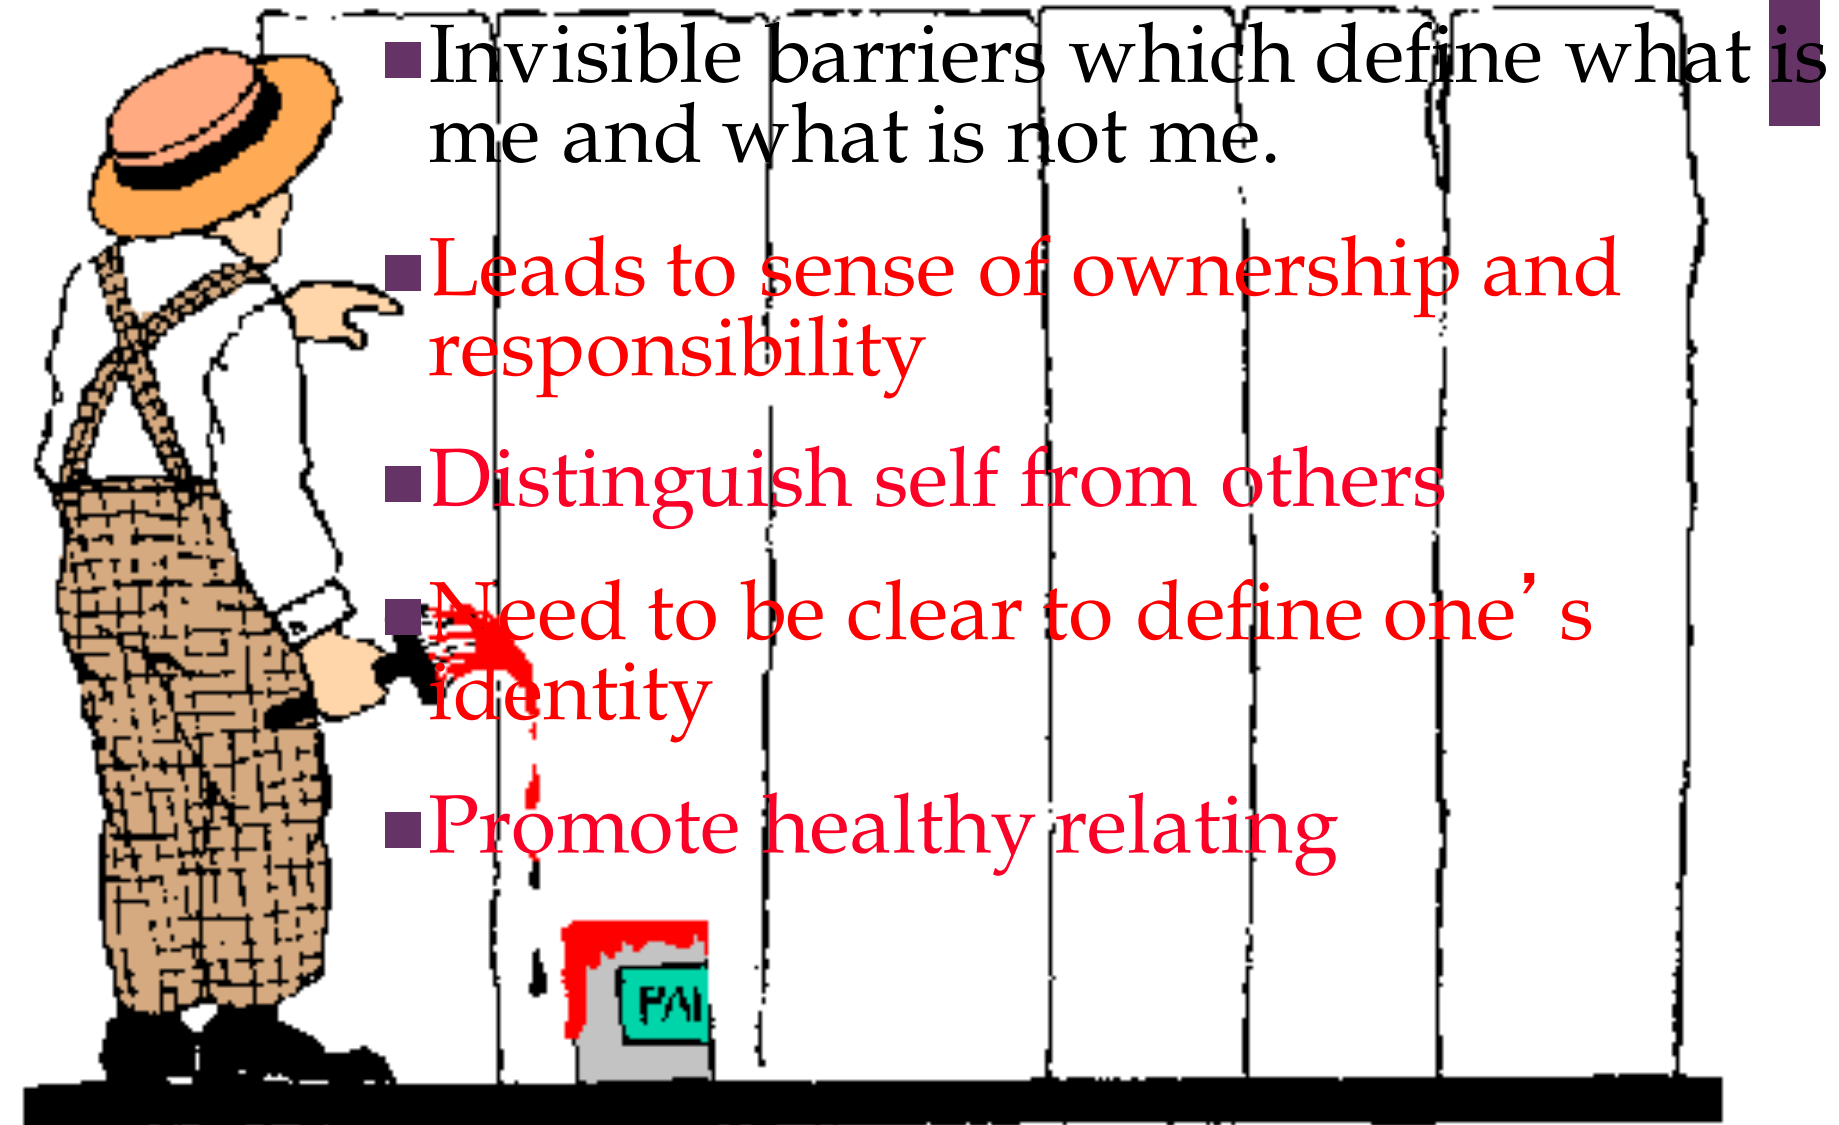 Invisible barriers which define what is
me and what is not me.
Leads to sense of ownership and
responsibility
Distinguish self from others
Need to be clear to define one’ s
identity
Promote healthy relating
PAI